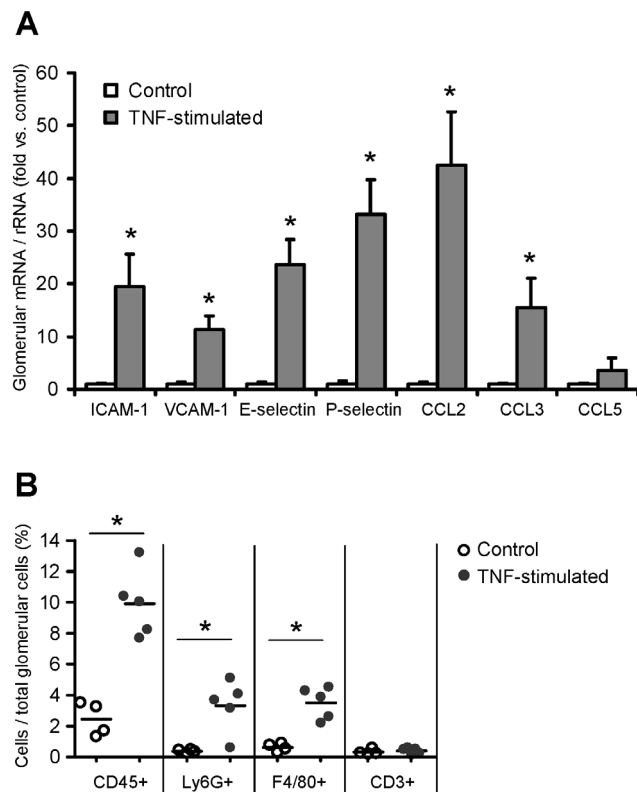 A
Glomerular mRNA / rRNA (fold vs. control)
60
50
40
30
20
10
0
Control
TNF-stimulated
* * * * * *
ICAM-1 VCAM-1 E-selectin P-selectin CCL2 CCL3 CCL5
B
Cells / total glomerular cells (%)
14
12
10
8
6
4
2
0
* * *
Control
TNF-stimulated
CD45+ Ly6G+ F4/80+ CD3+